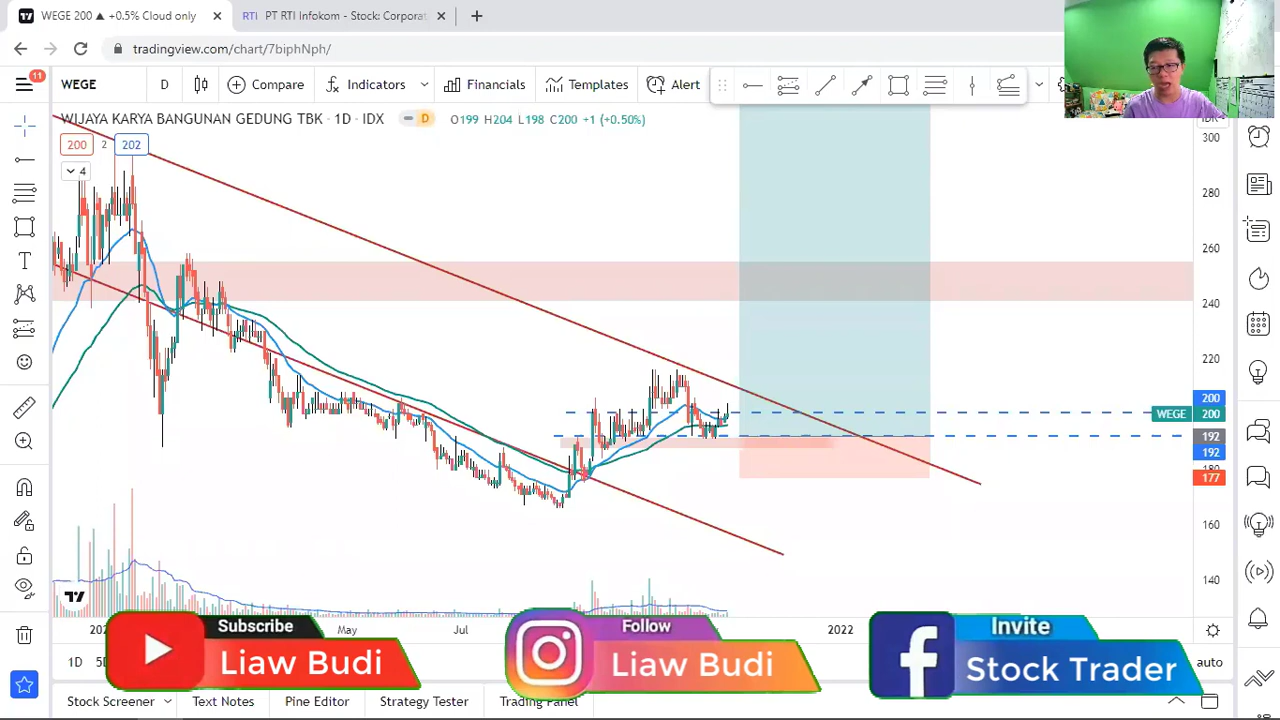 WEGE 200 ▲ +0.5% Cloud only
RTI PT RTI Infokom - Stock: Corporat
tradingview.com/chart/7biphNph/
11
WEGE D Compare Indicators Financials Templates Alert
WIJAYA KARYA BANGUNAN GEDUNG TBK · 1D · IDX D O199 H204 L198 C200 +1 (+0.50%)
200 2 202
4
300
280
260
240
220
200
WEGE 200
192
192
180
177
160
140
May Jul 2022
Subscribe
Liaw Budi
Follow
Liaw Budi
Invite
Stock Trader
1D 5D auto
Stock Screener Text Notes Pine Editor Strategy Tester Trading Panel